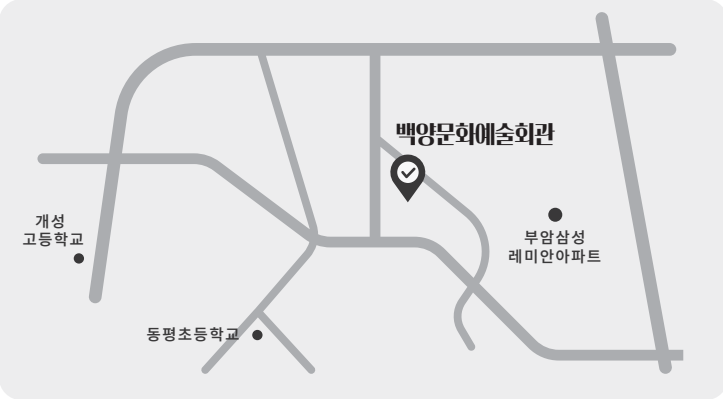 백양문화예술회관
개성
고등학교
부암삼성
레미안아파트
동평초등학교